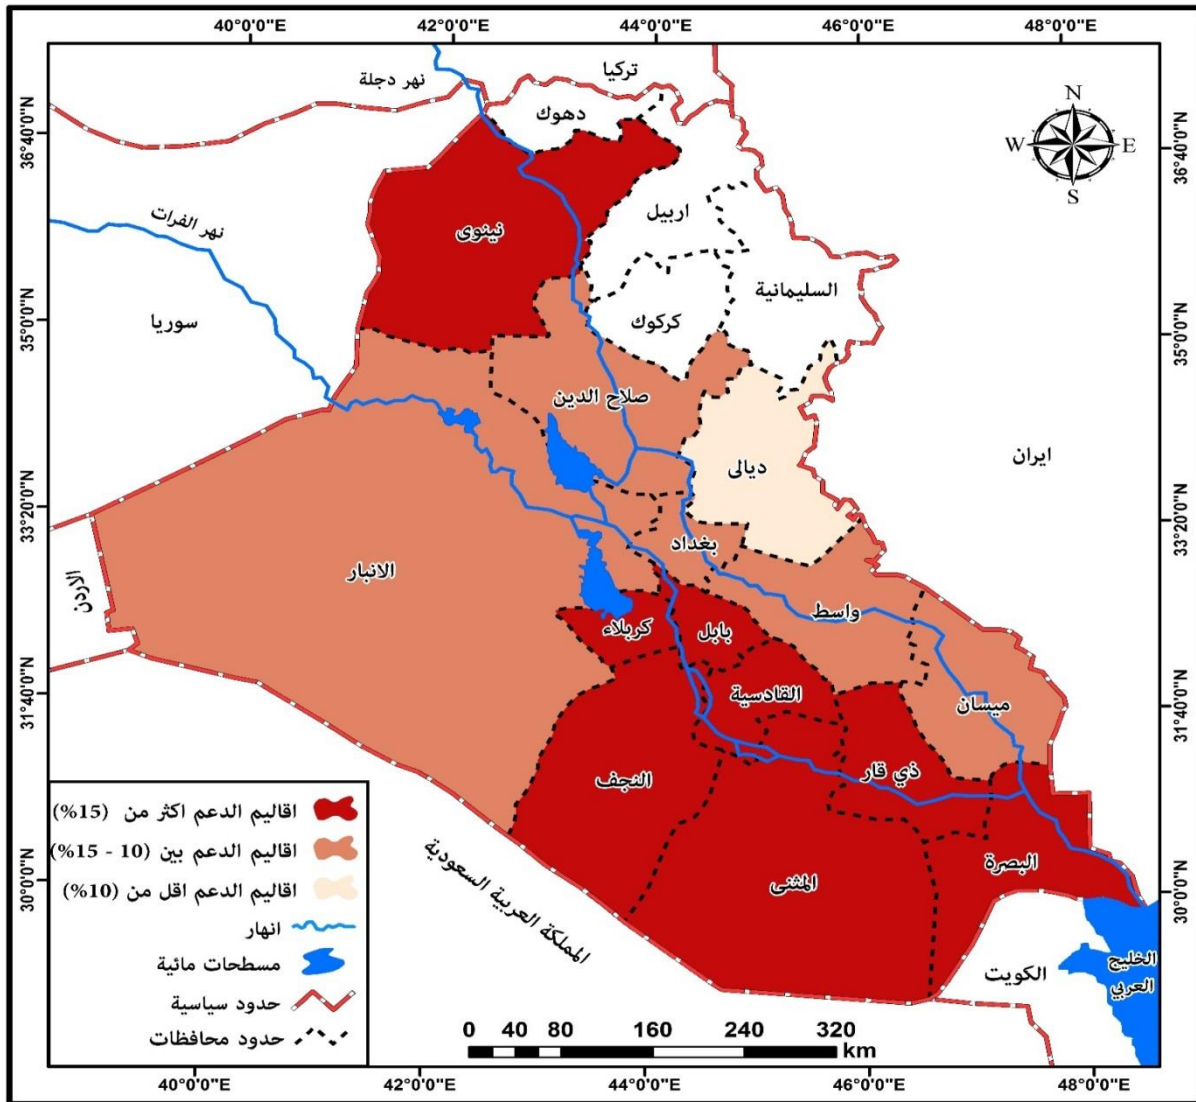 40°0'0"E 42°0'0"E 44°0'0"E 46°0'0"E 48°0'0"E
36°40'0"N
35°0'0"N
33°20'0"N
31°40'0"N
30°0'0"N
36°40'0"N
35°0'0"N
33°20'0"N
31°40'0"N
30°0'0"N
N
W E
S
تركيا
نهر دجلة
دهوك
نهر الفرات
نينوى
اربيل
السليمانية
كركوك
سوريا
صلاح الدين
ايران
ديالى
بغداد
الانبار
الاردن
واسط
بابل
كربلاء
القادسية
ميسان
ذي قار
النجف
البصرة
المثنى
المملكة العربية السعودية
الكويت
الخليج
العربي
اقاليم الدعم اكثر من (15%)
اقاليم الدعم بين (10 - 15%)
اقاليم الدعم اقل من (10%)
انهار
مسطحات مائية
حدود سياسية
حدود محافظات
0 40 80 160 240 320
km
40°0'0"E 42°0'0"E 44°0'0"E 46°0'0"E 48°0'0"E